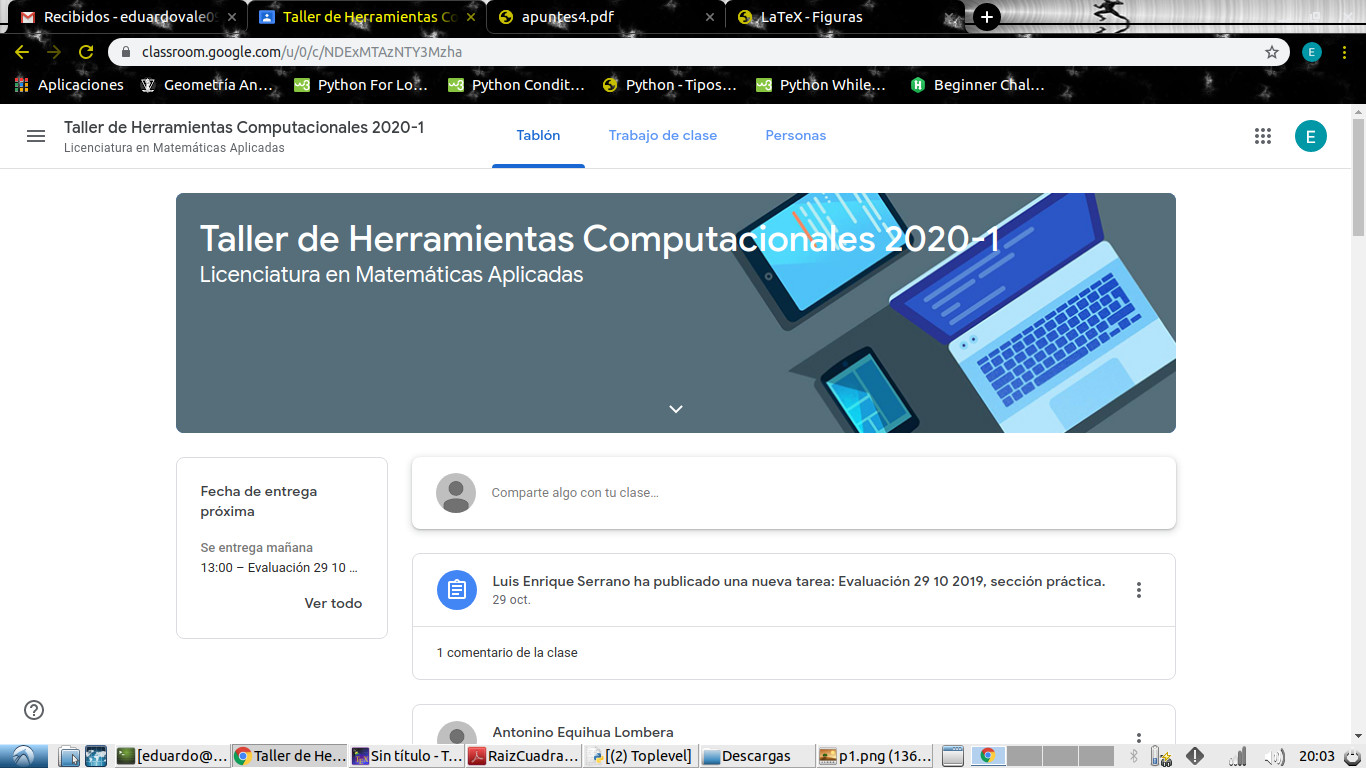 Recibidos - eduardovale09
Taller de Herramientas Co
apuntes4.pdf
LaTeX - Figuras
classroom.google.com/u/0/c/NDExMTAzNTY3Mzha
E
Aplicaciones
Geometría An…
Python For Lo…
Python Condit…
Python - Tipos…
Python While…
Beginner Chal…
Taller de Herramientas Computacionales 2020-1
Licenciatura en Matemáticas Aplicadas
Tablón
Trabajo de clase
Personas
E
Taller de Herramientas Computacionales 2020-1
Licenciatura en Matemáticas Aplicadas
Fecha de entrega
próxima
Se entrega mañana
13:00 – Evaluación 29 10 …
Ver todo
Comparte algo con tu clase…
Luis Enrique Serrano ha publicado una nueva tarea: Evaluación 29 10 2019, sección práctica.
29 oct.
1 comentario de la clase
Antonino Equihua Lombera
[eduardo@…
Taller de He…
Sin título - T…
RaizCuadra…
[(2) Toplevel]
Descargas
p1.png (136…
20:03